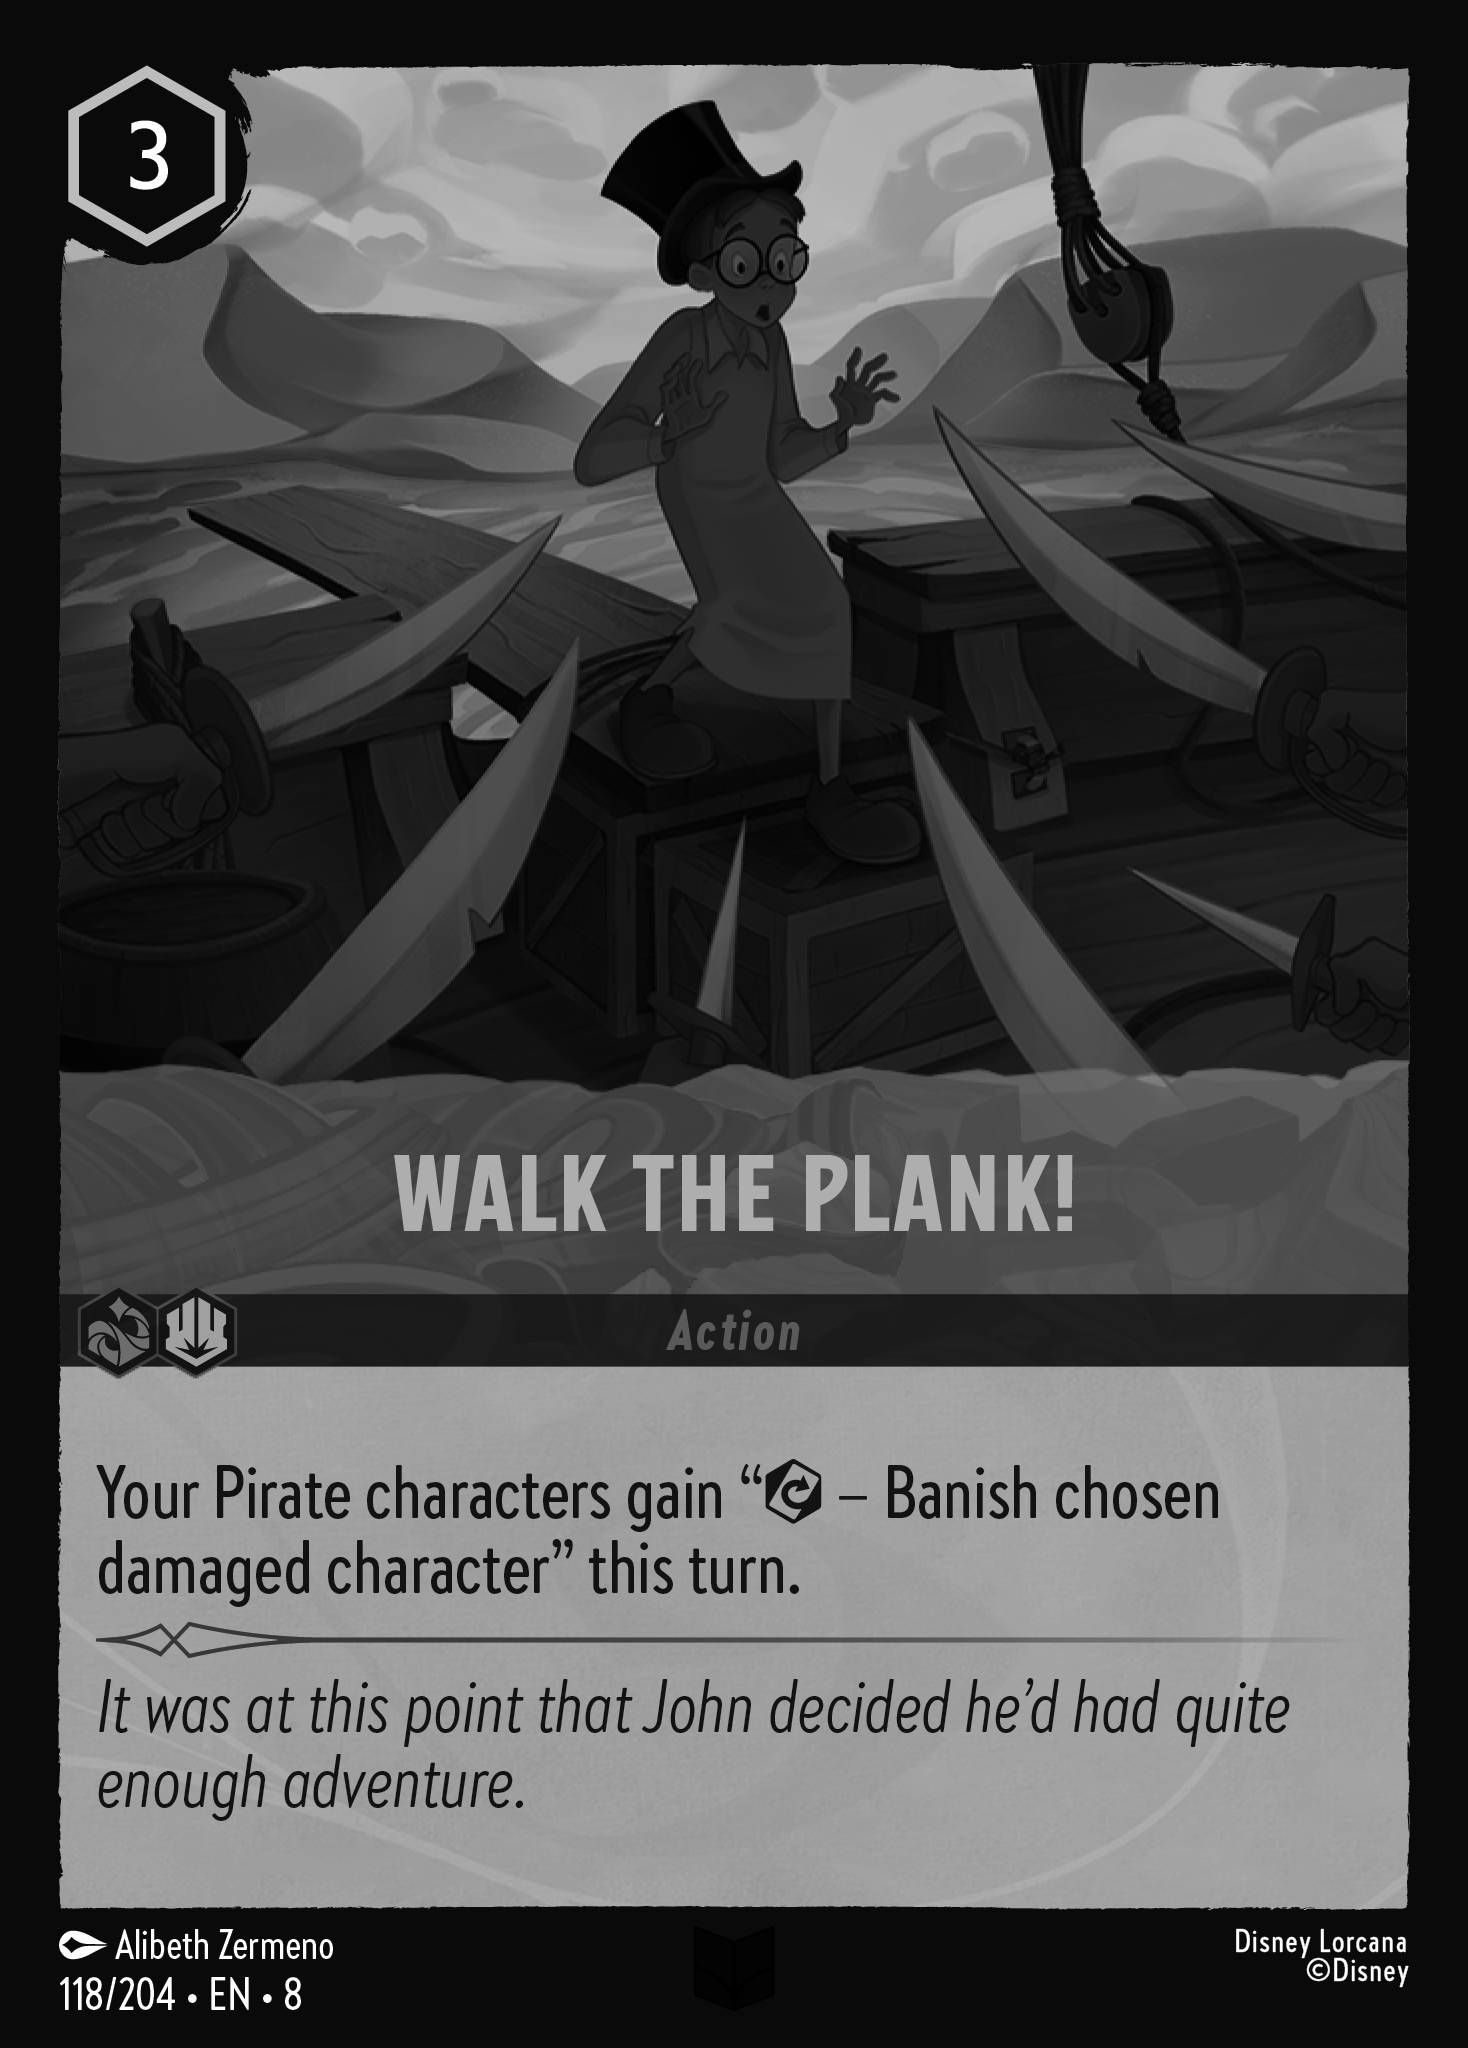 3
WALK THE PLANK!
Action
Your Pirate characters gain “ – Banish chosen
damaged character” this turn.
It was at this point that John decided he’d had quite
enough adventure.
Alibeth Zermeno
118/204 • EN • 8
Disney Lorcana
©Disney